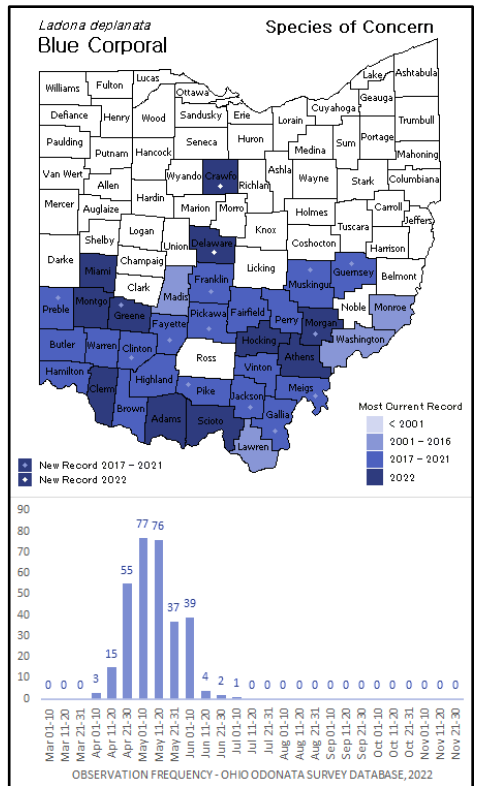 Ladona deplanata
Species of Concern
Blue Corporal
Williams Fulton Lucas Ottawa Lake Ashtabula
Geauga
Defiance Henry Wood Sandusky Erie Lorain Cuyahoga Trumbull
Paulding Putnam Hancock Seneca Huron Medina Sum Portage Mahoning
Van Wert Allen Wyando Crawfo Richlan Ashla Wayne Stark Columbiana
Mercer Auglaize Hardin Marion Morro Holmes Carroll Jeffers
Shelby Logan Union Delaware Knox Coshocton Tuscara Harrison
Darke Miami Champaig Licking Muskingu Guernsey Belmont
Clark Madis Franklin
Preble Montgo Greene Pickawa Fairfield Perry Morgan Noble Monroe
Fayette Hocking Washington
Butler Warren Clinton Ross Athens
Hamilton Highland Vinton
Clerm Pike Jackson Meigs
Brown Adams Scioto Gallia
Lawren
Most Current Record
< 2001
2001 - 2016
2017 - 2021
2022
New Record 2017 - 2021
New Record 2022
90
80
70
60
50
40
30
20
10
0
0 0 0 3 15 55 77 76 37 39 4 2 1 0 0 0 0 0 0 0 0 0 0 0 0 0 0
Mar 01-10
Mar 11-20
Mar 21-31
Apr 01-10
Apr 11-20
Apr 21-30
May 01-10
May 11-20
May 21-31
Jun 01-10
Jun 11-20
Jun 21-30
Jul 01-10
Jul 11-20
Jul 21-31
Aug 01-10
Aug 11-20
Aug 21-31
Sep 01-10
Sep 11-20
Sep 21-30
Oct 01-10
Oct 11-20
Oct 21-31
Nov 01-10
Nov 11-20
Nov 21-30
OBSERVATION FREQUENCY - OHIO ODONATA SURVEY DATABASE, 2022